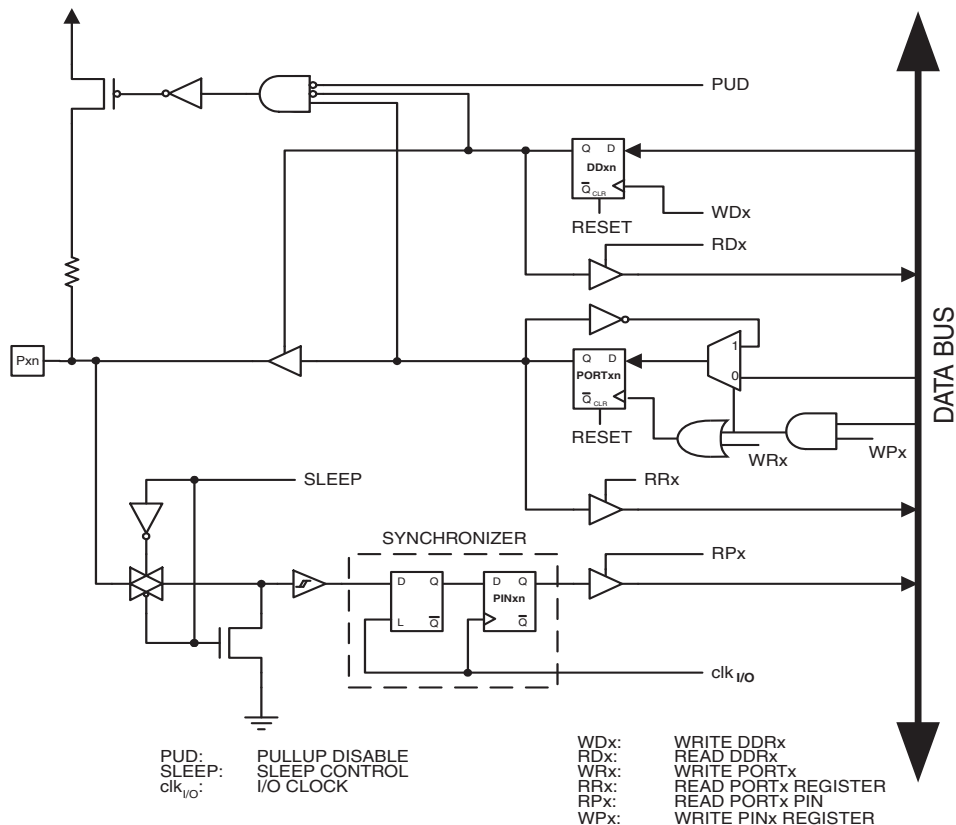 PUD
Q D
DDxn
Q CLR
WDx
RESET
RDx
Pxn
1
Q D
PORTxn
0
Q CLR
RESET
WRx
WPx
DATA BUS
SLEEP
RRx
SYNCHRONIZER
RPx
D Q
D Q
PINxn
L Q
Q
clk I/O
PUD: PULLUP DISABLE
SLEEP: SLEEP CONTROL
clkI/O: I/O CLOCK
WDx: WRITE DDRx
RDx: READ DDRx
WRx: WRITE PORTx
RRx: READ PORTx REGISTER
RPx: READ PORTx PIN
WPx: WRITE PINx REGISTER